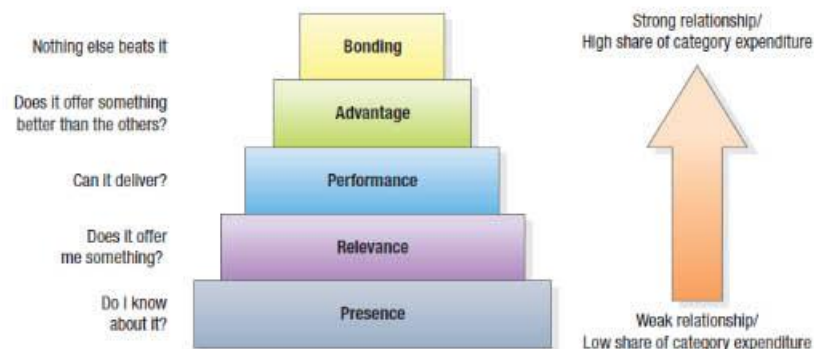 Nothing else beats it
Bonding
Strong relationship/
High share of category expenditure
Does it offer something
better than the others?
Advantage
Can it deliver?
Performance
Does it offer
me something?
Relevance
Do I know
about it?
Presence
Weak relationship/
Low share of category expenditure